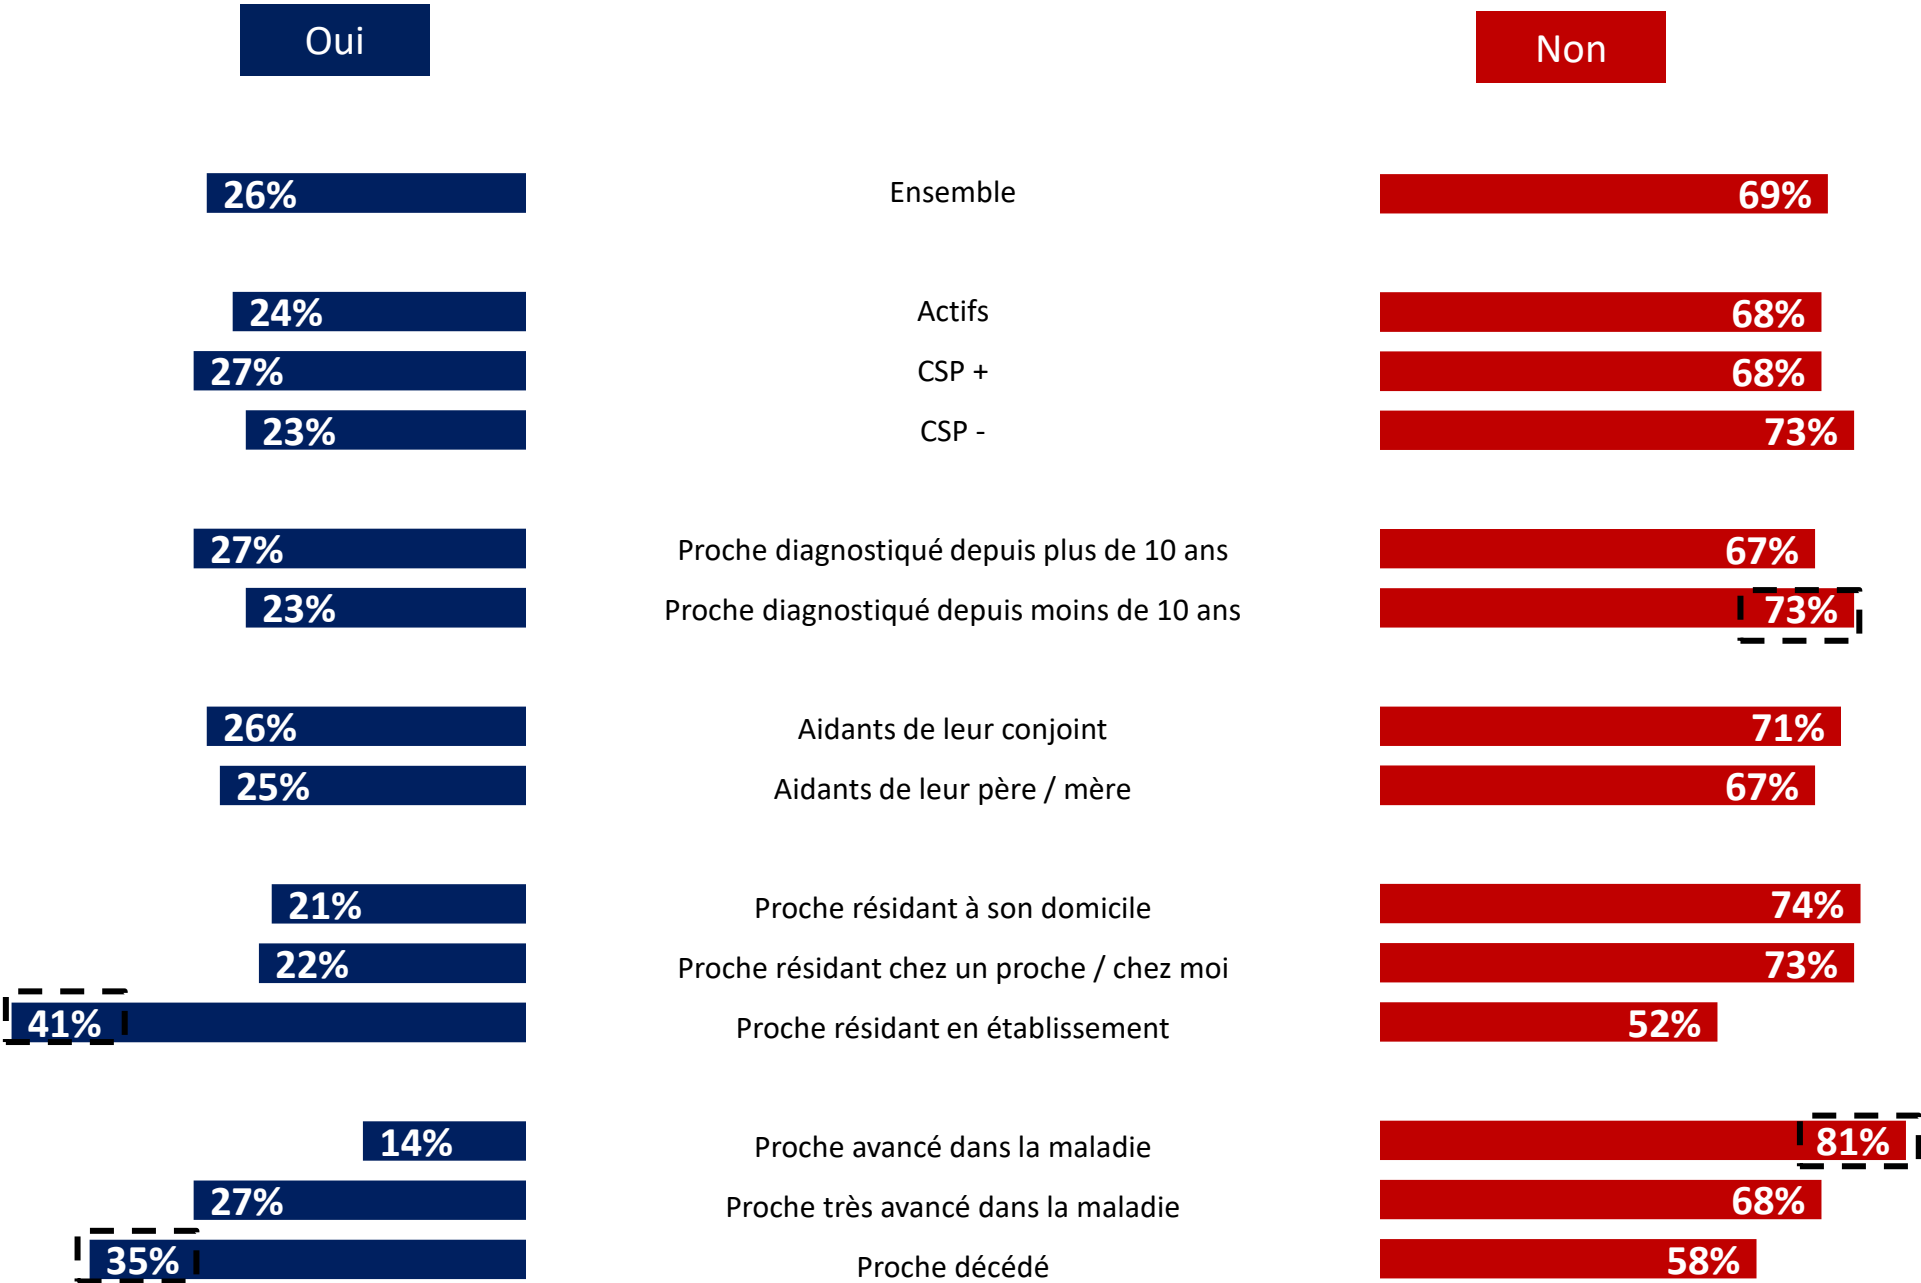 Oui Non
26% Ensemble 69%
24% Actifs 68%
27% CSP + 68%
23% CSP - 73%
27% Proche diagnostiqué depuis plus de 10 ans 67%
23% Proche diagnostiqué depuis moins de 10 ans 73%
26% Aidants de leur conjoint 71%
25% Aidants de leur père / mère 67%
21% Proche résidant à son domicile 74%
22% Proche résidant chez un proche / chez moi 73%
41% Proche résidant en établissement 52%
14% Proche avancé dans la maladie 81%
27% Proche très avancé dans la maladie 68%
35% Proche décédé 58%